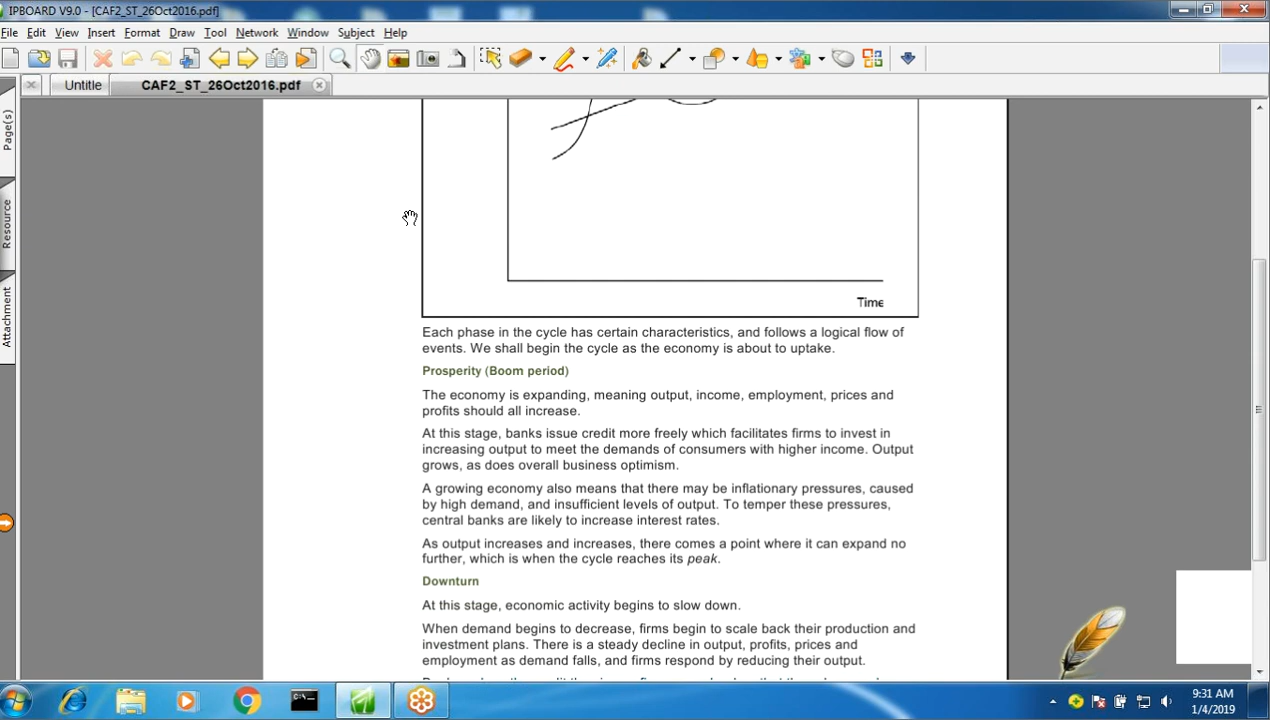 IPBOARD V9.0 - [CAF2_ST_26Oct2016.pdf]
File Edit View Insert Format Draw Tool Network Window Subject Help
Untitle CAF2_ST_26Oct2016.pdf
Page(s)
Resource
Attachment
Time
Each phase in the cycle has certain characteristics, and follows a logical flow of
events. We shall begin the cycle as the economy is about to uptake.
Prosperity (Boom period)
The economy is expanding, meaning output, income, employment, prices and
profits should all increase.
At this stage, banks issue credit more freely which facilitates firms to invest in
increasing output to meet the demands of consumers with higher income. Output
grows, as does overall business optimism.
A growing economy also means that there may be inflationary pressures, caused
by high demand, and insufficient levels of output. To temper these pressures,
central banks are likely to increase interest rates.
As output increases and increases, there comes a point where it can expand no
further, which is when the cycle reaches its peak.
Downturn
At this stage, economic activity begins to slow down.
When demand begins to decrease, firms begin to scale back their production and
investment plans. There is a steady decline in output, profits, prices and
employment as demand falls, and firms respond by reducing their output.
9:31 AM
1/4/2019